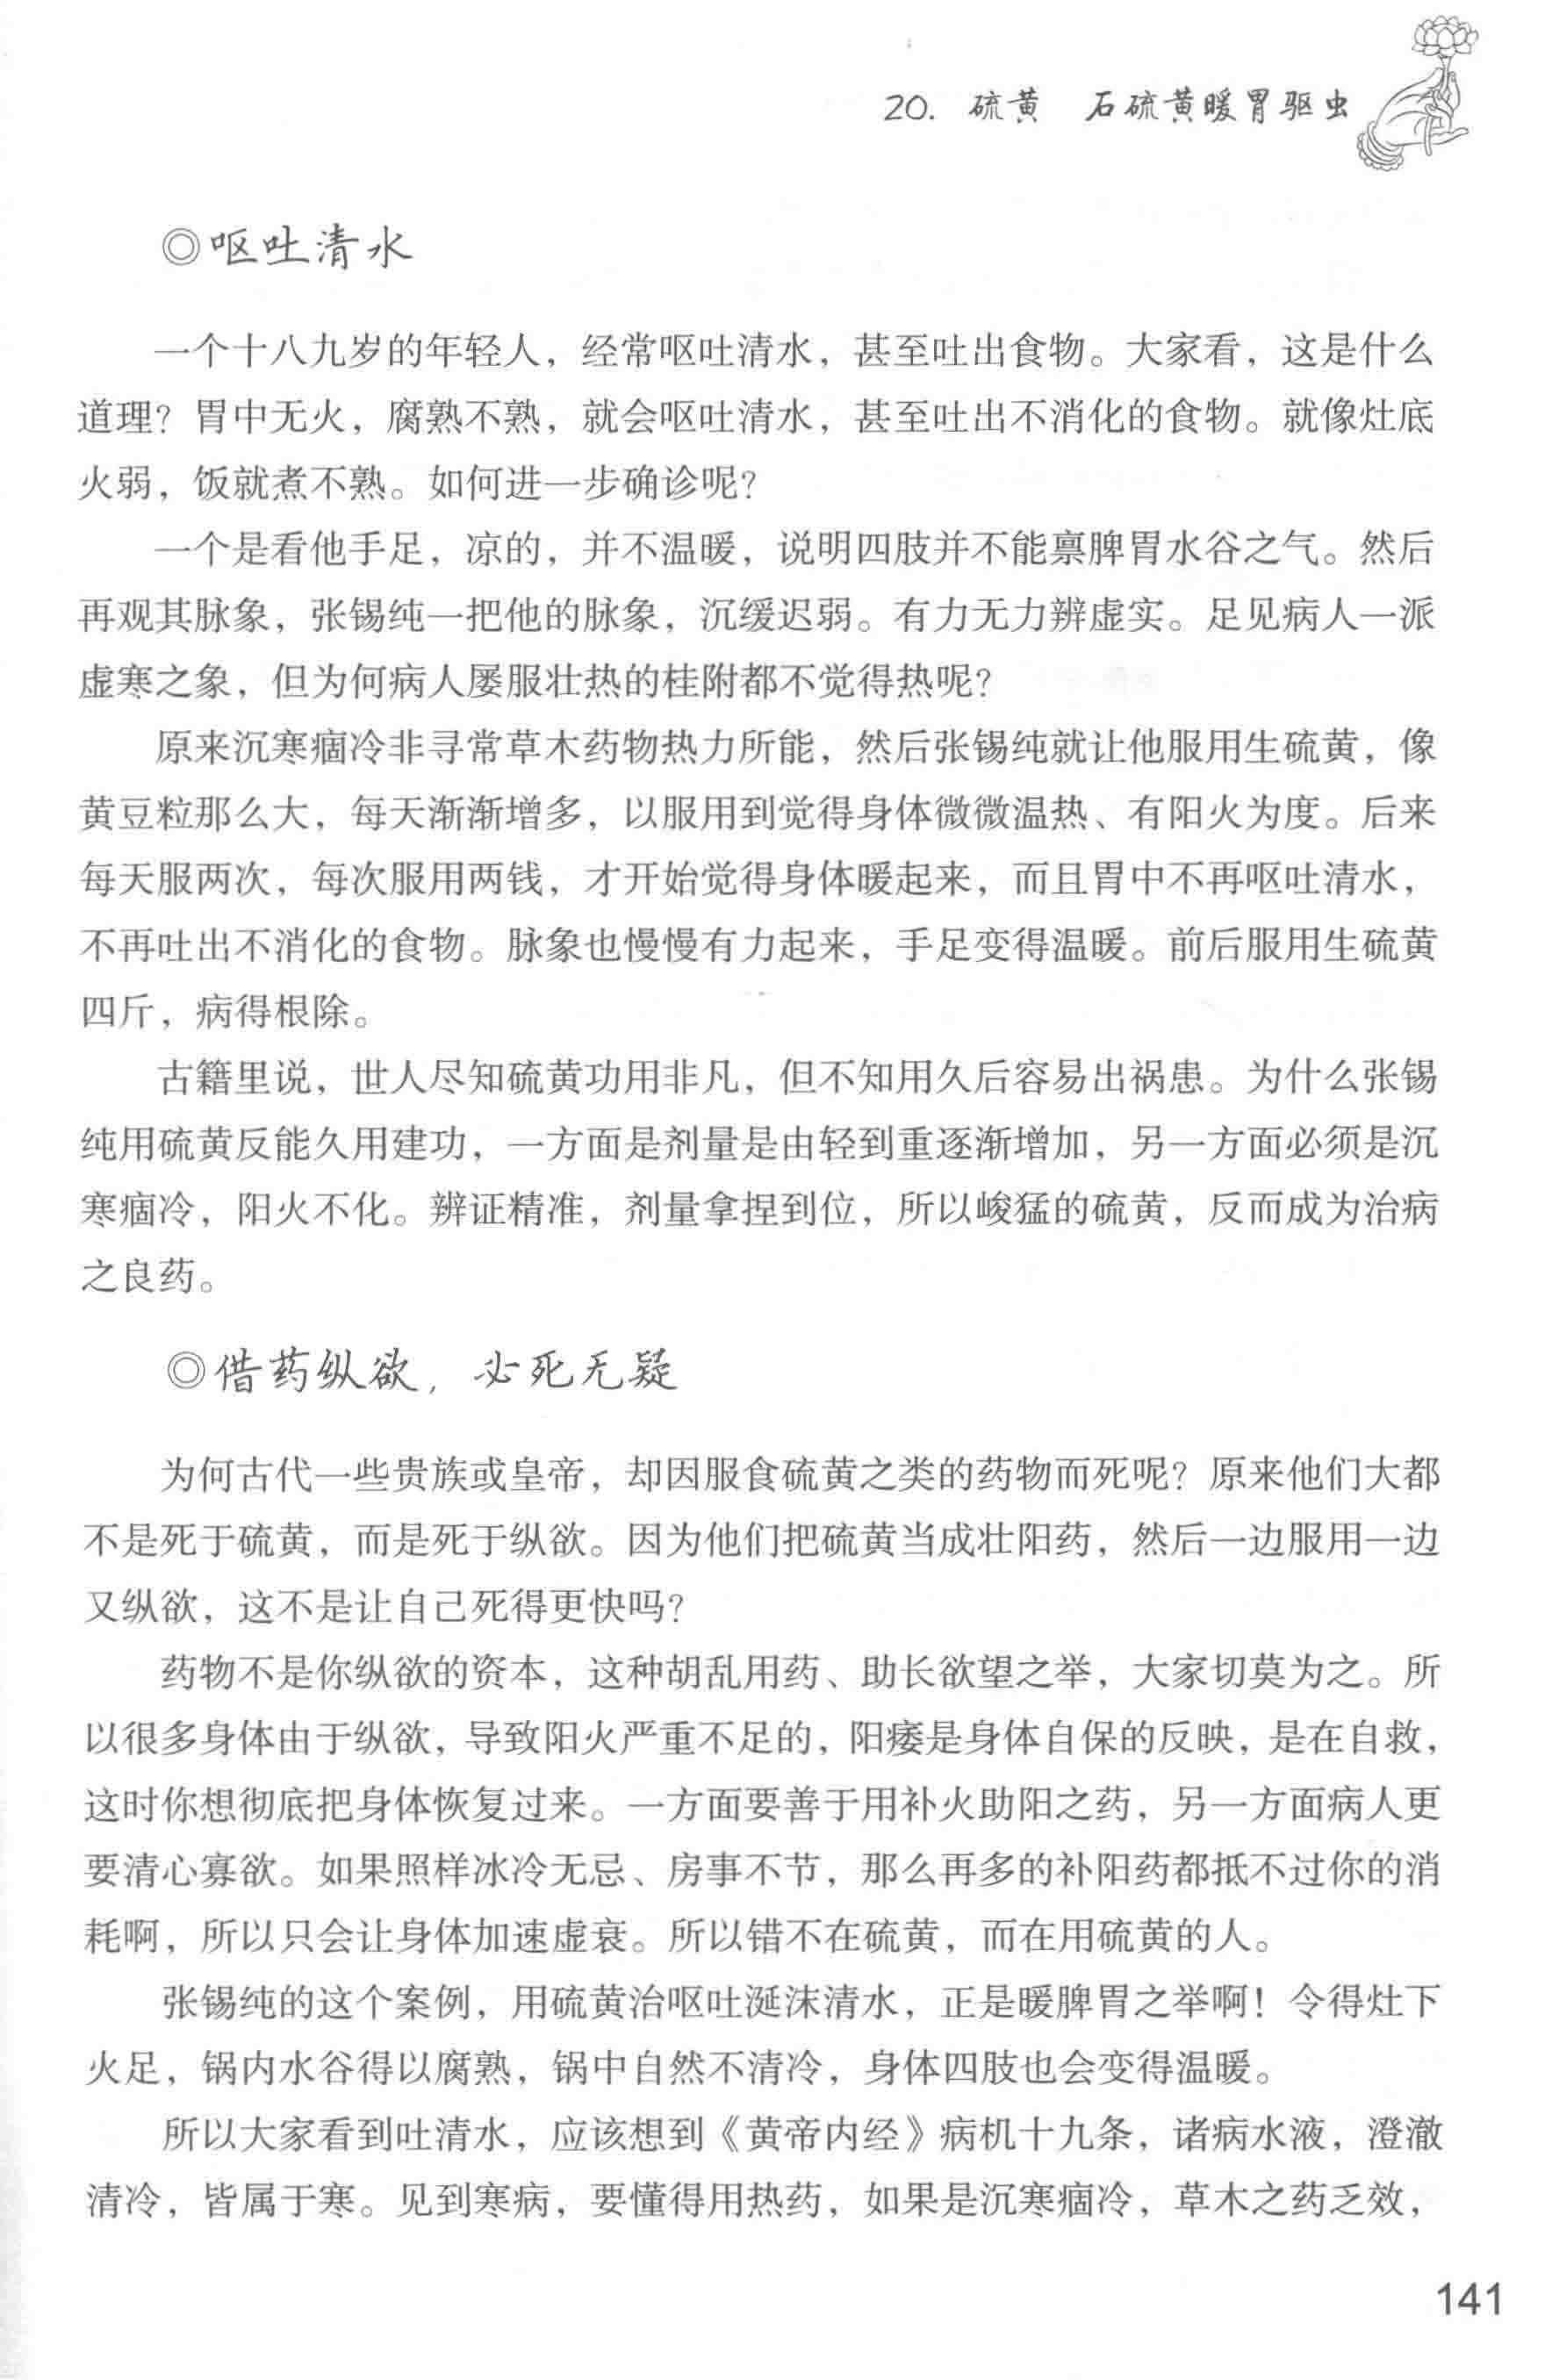 20. 硫黄 石硫黄暖胃驱虫
◎呕吐清水
一个十八九岁的年轻人，经常呕吐清水，甚至吐出食物。大家看，这是什么
道理？胃中无火，腐熟不熟，就会呕吐清水，甚至吐出不消化的食物。就像灶底
火弱，饭就煮不熟。如何进一步确诊呢？
一个是看他手足，凉的，并不温暖，说明四肢并不能禀脾胃水谷之气。然后
再观其脉象，张锡纯一把他的脉象，沉缓迟弱。有力无力辨虚实。足见病人一派
虚寒之象，但为何病人屡服壮热的桂附都不觉得热呢？
原来沉寒痼冷非寻常草木药物热力所能，然后张锡纯就让他服用生硫黄，像
黄豆粒那么大，每天渐渐增多，以服用到觉得身体微微温热、有阳火为度。后来
每天服两次，每次服用两钱，才开始觉得身体暖起来，而且胃中不再呕吐清水，
不再吐出不消化的食物。脉象也慢慢有力起来，手足变得温暖。前后服用生硫黄
四斤，病得根除。
古籍里说，世人尽知硫黄功用非凡，但不知用久后容易出祸患。为什么张锡
纯用硫黄反能久用建功，一方面是剂量是由轻到重逐渐增加，另一方面必须是沉
寒痼冷，阳火不化。辨证精准，剂量拿捏到位，所以峻猛的硫黄，反而成为治病
之良药。
◎借药纵欲，必死无疑
为何古代一些贵族或皇帝，却因服食硫黄之类的药物而死呢？原来他们大都
不是死于硫黄，而是死于纵欲。因为他们把硫黄当成壮阳药，然后一边服用一边
又纵欲，这不是让自己死得更快吗？
药物不是你纵欲的资本，这种胡乱用药、助长欲望之举，大家切莫为之。所
以很多身体由于纵欲，导致阳火严重不足的，阳痿是身体自保的反映，是在自救，
这时你想彻底把身体恢复过来。一方面要善于用补火助阳之药，另一方面病人更
要清心寡欲。如果照样冰冷无忌、房事不节，那么再多的补阳药都抵不过你的消
耗啊，所以只会让身体加速虚衰。所以错不在硫黄，而在用硫黄的人。
张锡纯的这个案例，用硫黄治呕吐涎沫清水，正是暖脾胃之举啊！令得灶下
火足，锅内水谷得以腐熟，锅中自然不清冷，身体四肢也会变得温暖。
所以大家看到吐清水，应该想到《黄帝内经》病机十九条，诸病水液，澄澈
清冷，皆属于寒。见到寒病，要懂得用热药，如果是沉寒痼冷，草木之药乏效，
141